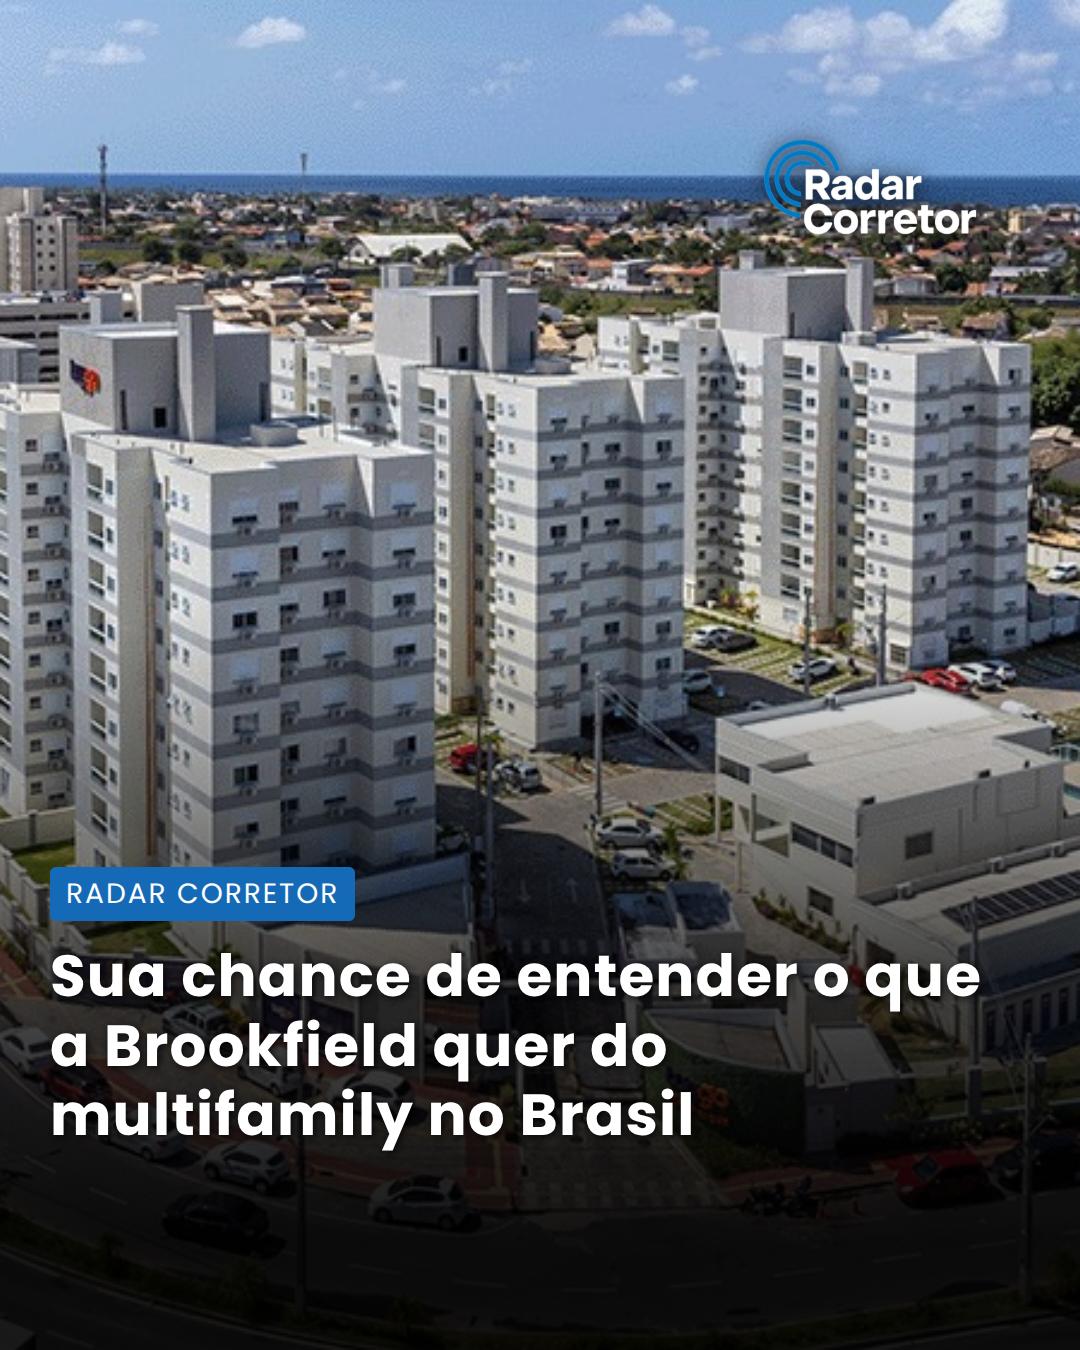 Radar
Corretor
RADAR CORRETOR
Sua chance de entender o que
a Brookfield quer do
multifamily no Brasil